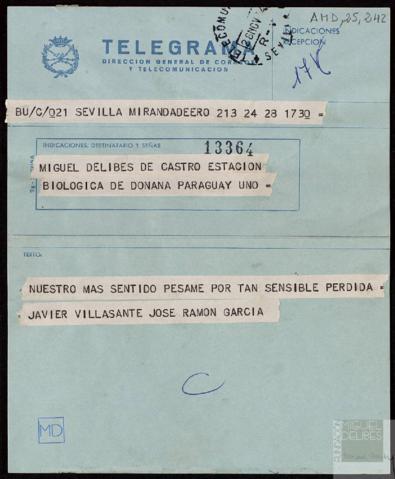 AMD, 25, 242
TELEGRAMA
DIRECCION GENERAL DE CORREOS
Y TELECOMUNICACION
INDICACIONES
RECEPCION
BU/C/021 SEVILLA MIRANDADEERO 213 24 28 1730 =
INDICACIONES: DESTINATARIO Y SEÑAS
13364
MIGUEL DELIBES DE CASTRO ESTACION
BIOLOGICA DE DONANA PARAGUAY UNO =
TEXTO:
NUESTRO MAS SENTIDO PESAME POR TAN SENSIBLE PERDIDA =
JAVIER VILLASANTE JOSE RAMON GARCIA
C
MD
MIGUEL
DELIBES